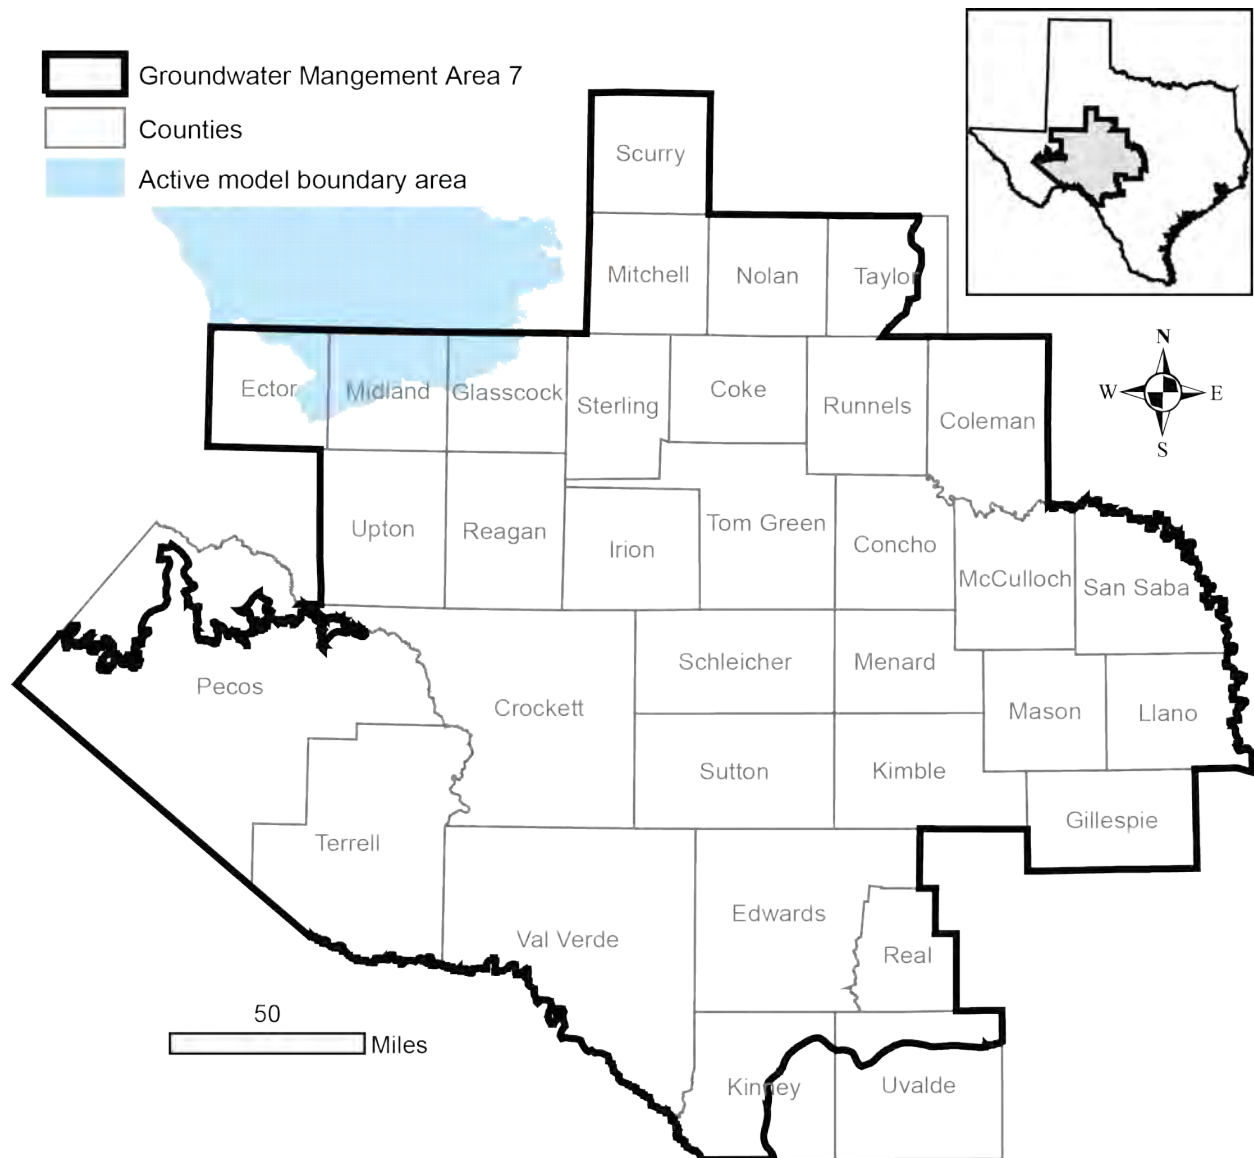 Groundwater Mangement Area 7
Counties
Active model boundary area
Scurry
Mitchell
Nolan
Taylor
N
W
E
S
Ector
Midland
Glasscock
Sterling
Coke
Runnels
Coleman
Upton
Reagan
Irion
Tom Green
Concho
McCulloch
San Saba
Pecos
Crockett
Schleicher
Menard
Mason
Llano
Sutton
Kimble
Gillespie
Terrell
Val Verde
Edwards
Real
50
Miles
Kinney
Uvalde